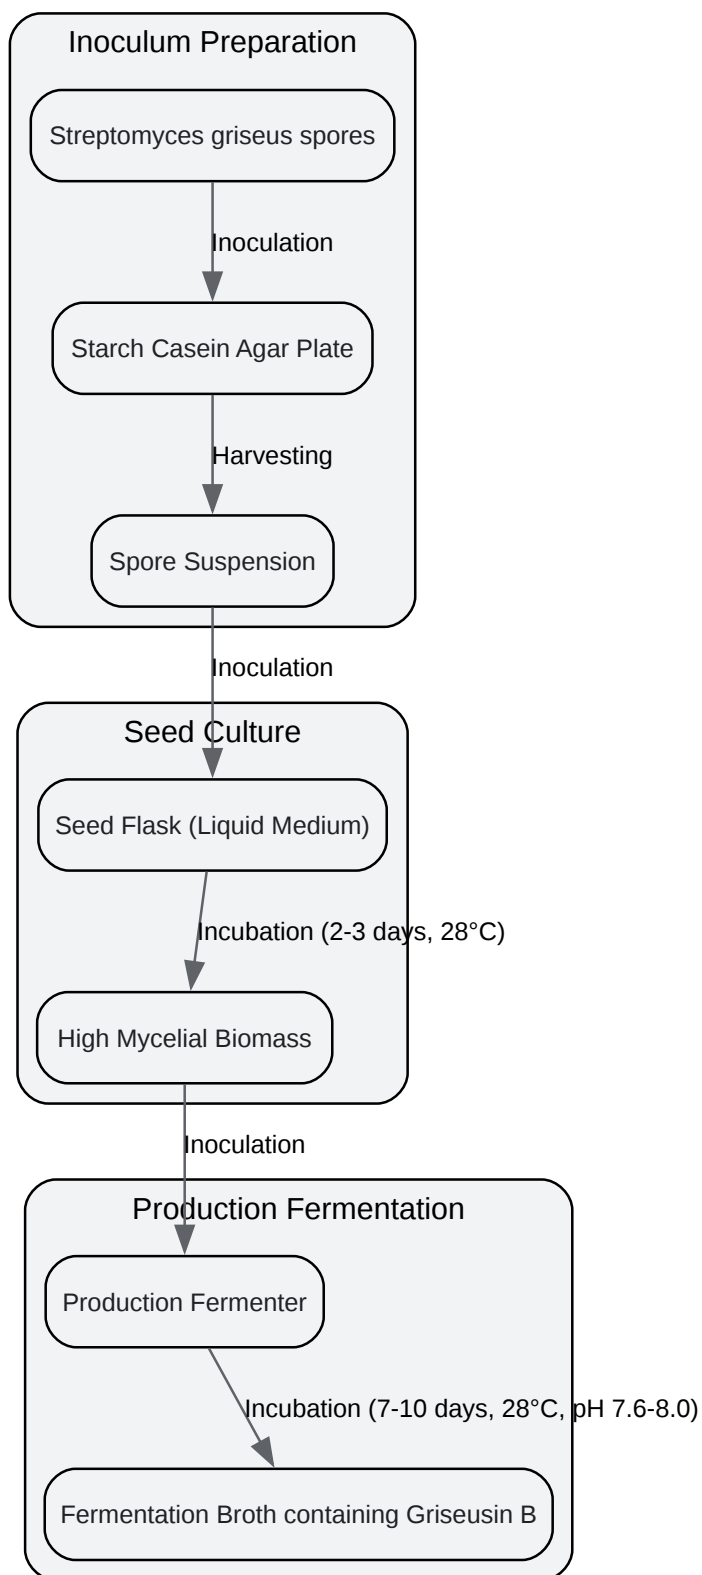 Inoculum Preparation
Streptomyces griseus spores
Inoculation
Starch Casein Agar Plate
Harvesting
Spore Suspension
Inoculation
Seed Culture
Seed Flask (Liquid Medium)
Incubation (2-3 days, 28°C)
High Mycelial Biomass
Inoculation
Production Fermentation
Production Fermenter
Incubation (7-10 days, 28°C, pH 7.6-8.0)
Fermentation Broth containing Griseusin B